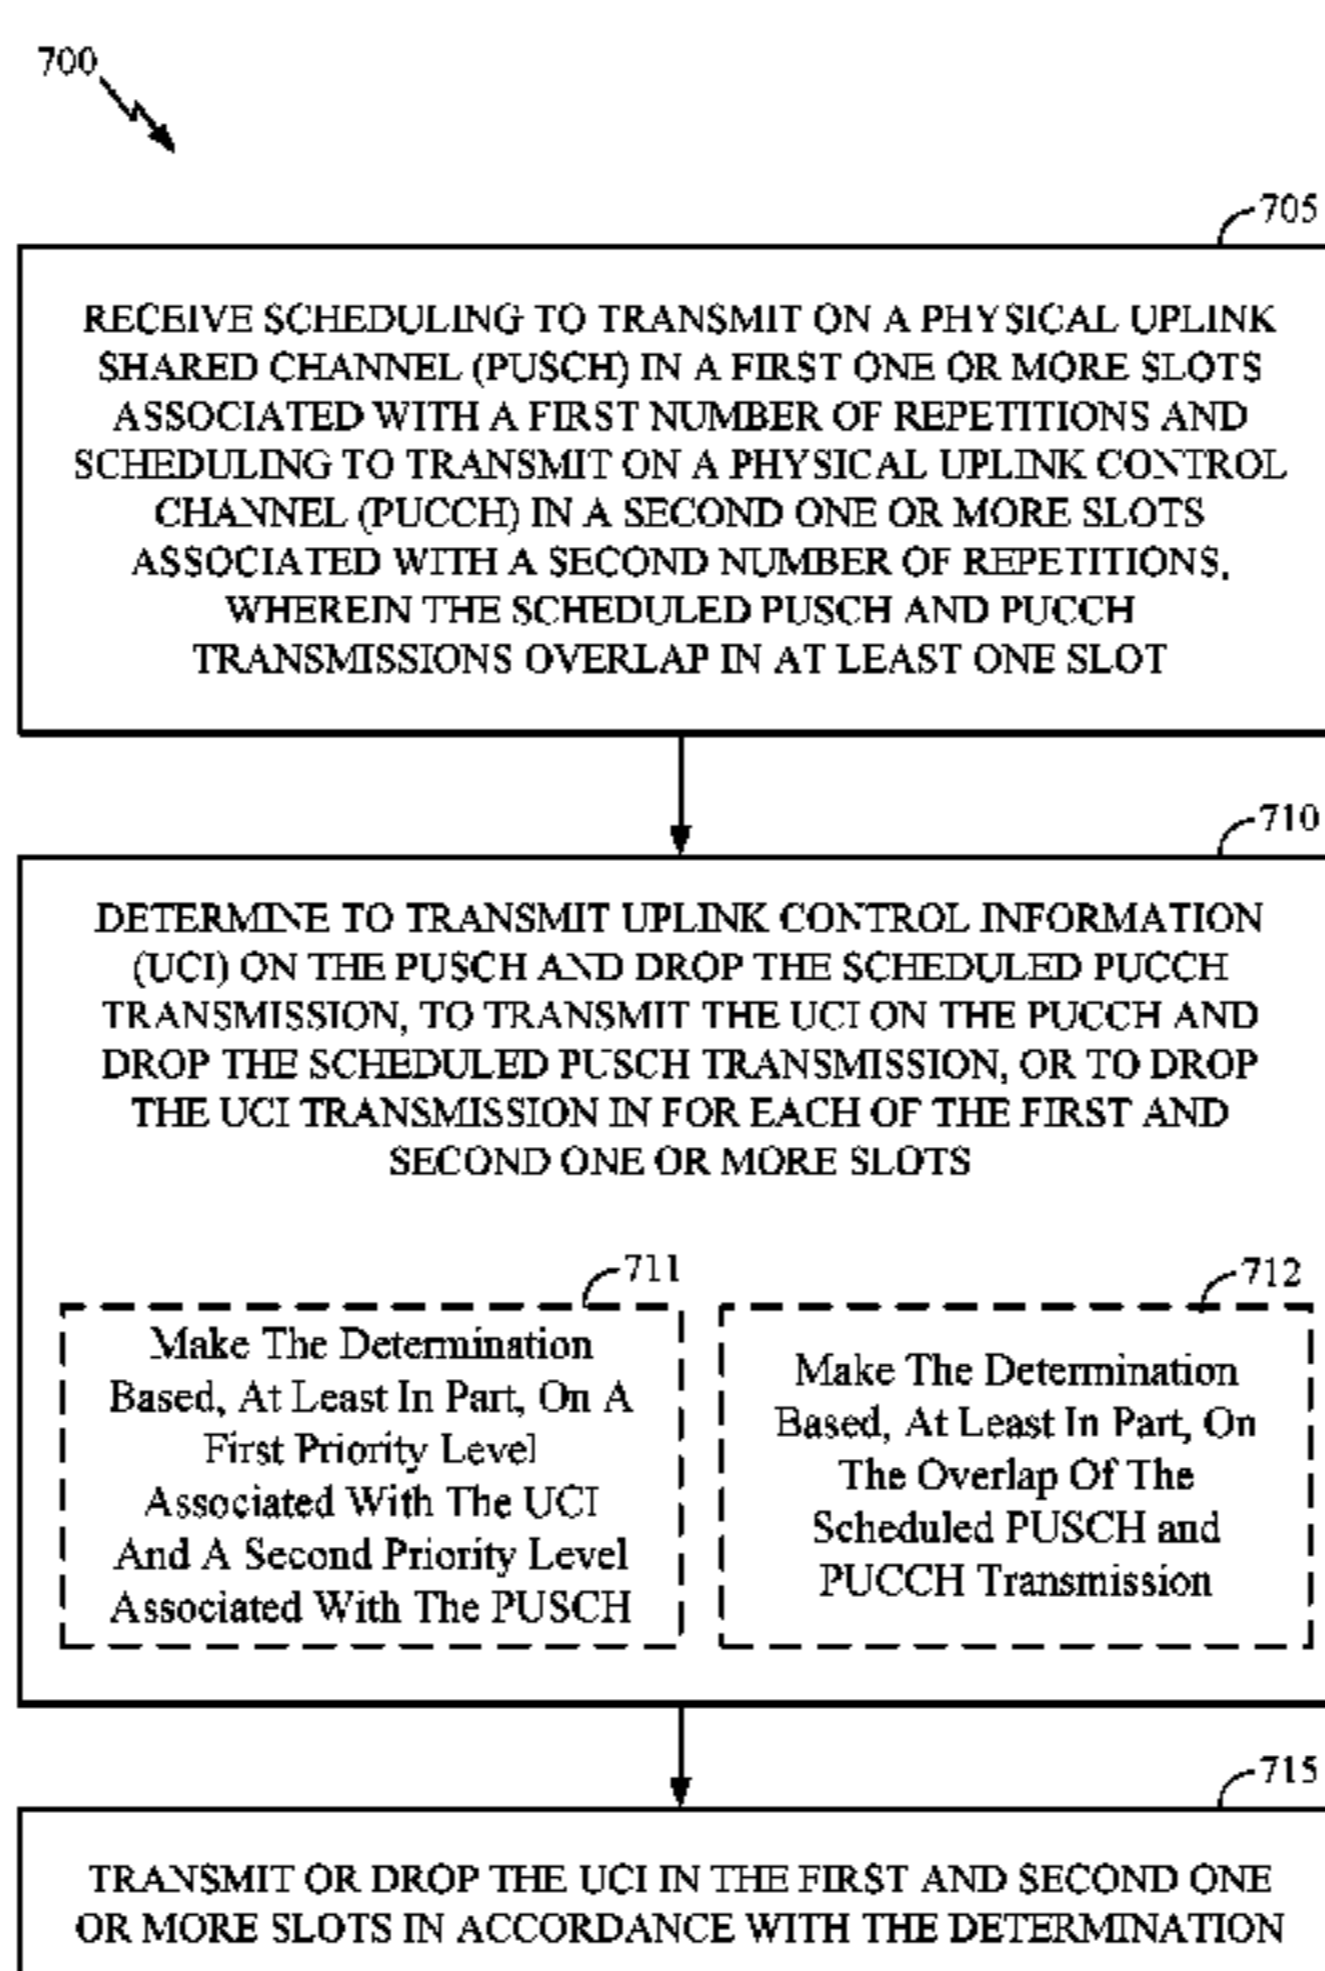 700
705
RECEIVE SCHEDULING TO TRANSMIT ON A PHYSICAL UPLINK
SHARED CHANNEL (PUSCH) IN A FIRST ONE OR MORE SLOTS
ASSOCIATED WITH A FIRST NUMBER OF REPETITIONS AND
SCHEDULING TO TRANSMIT ON A PHYSICAL UPLINK CONTROL
CHANNEL (PUCCH) IN A SECOND ONE OR MORE SLOTS
ASSOCIATED WITH A SECOND NUMBER OF REPETITIONS,
WHEREIN THE SCHEDULED PUSCH AND PUCCH
TRANSMISSIONS OVERLAP IN AT LEAST ONE SLOT
710
DETERMINE TO TRANSMIT UPLINK CONTROL INFORMATION
(UCI) ON THE PUSCH AND DROP THE SCHEDULED PUCCH
TRANSMISSION, TO TRANSMIT THE UCI ON THE PUCCH AND
DROP THE SCHEDULED PUSCH TRANSMISSION, OR TO DROP
THE UCI TRANSMISSION IN FOR EACH OF THE FIRST AND
SECOND ONE OR MORE SLOTS
711
Make The Determination
Based, At Least In Part, On A
First Priority Level
Associated With The UCI
And A Second Priority Level
Associated With The PUSCH
712
Make The Determination
Based, At Least In Part, On
The Overlap Of The
Scheduled PUSCH and
PUCCH Transmission
715
TRANSMIT OR DROP THE UCI IN THE FIRST AND SECOND ONE
OR MORE SLOTS IN ACCORDANCE WITH THE DETERMINATION